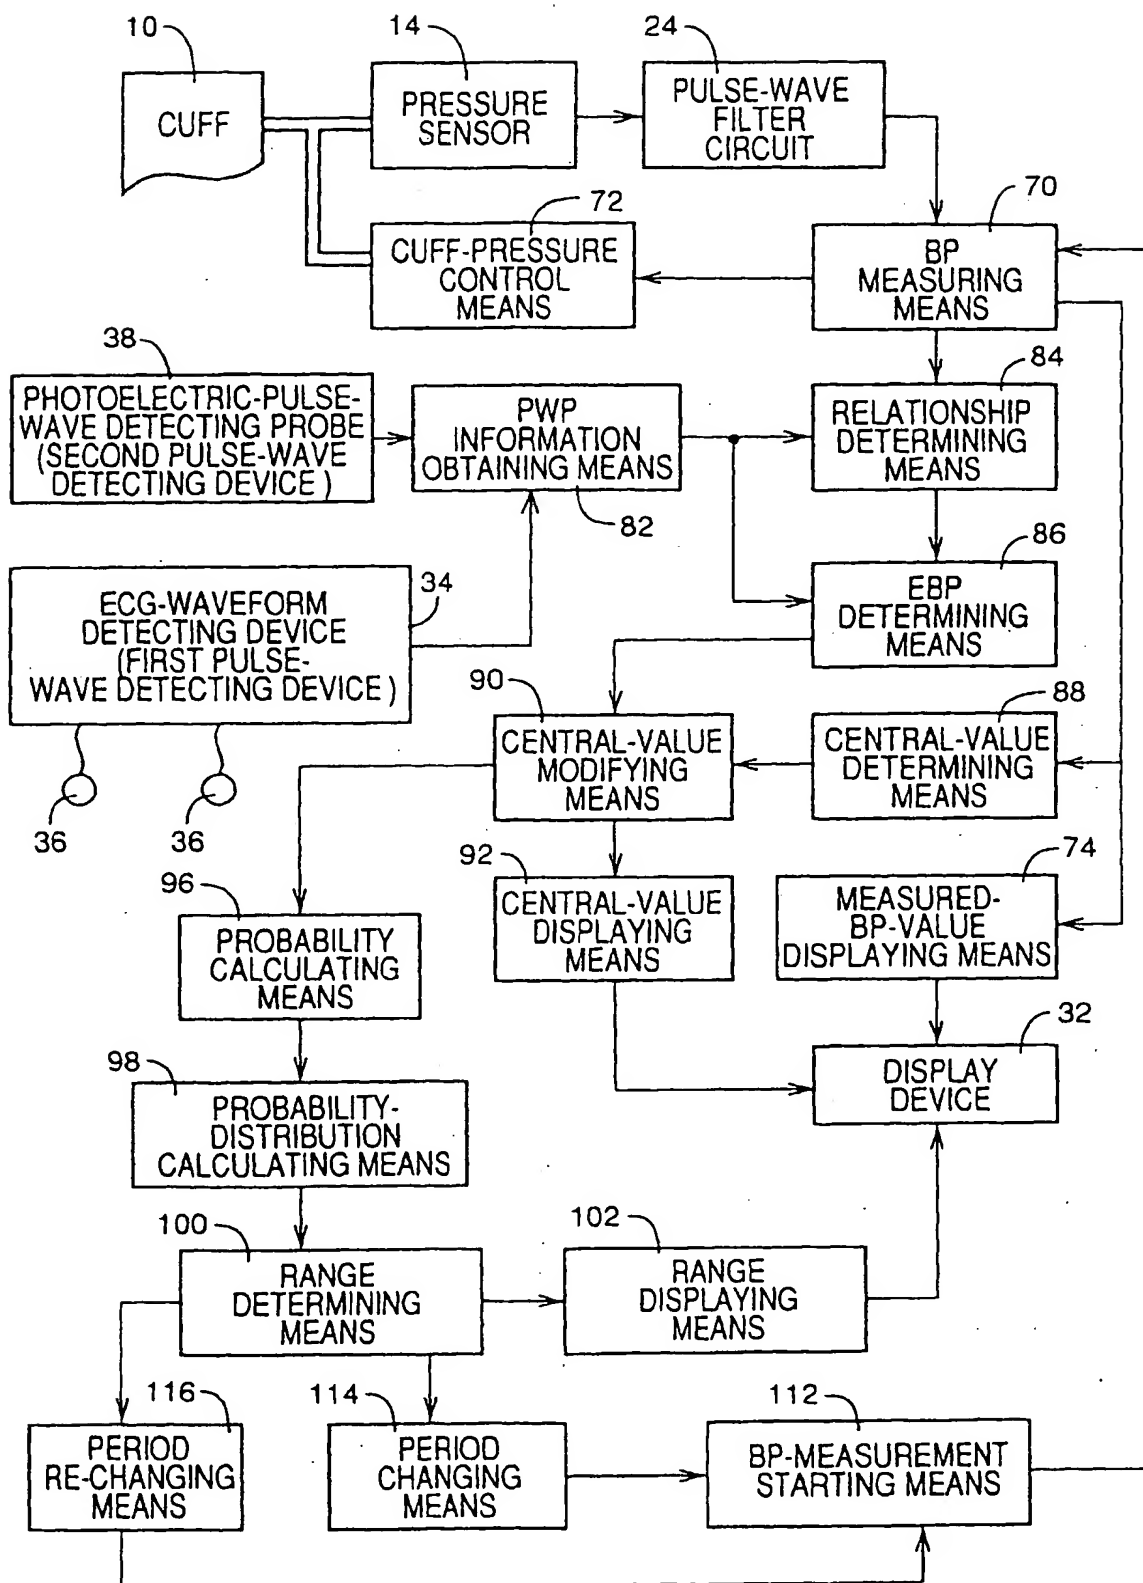 10
14
24
CUFF
PRESSURE
SENSOR
PULSE-WAVE
FILTER
CIRCUIT
72
70
CUFF-PRESSURE
CONTROL
MEANS
BP
MEASURING
MEANS
38
84
PHOTOELECTRIC-PULSE-
WAVE DETECTING PROBE
(SECOND PULSE-WAVE
DETECTING DEVICE)
PWP
INFORMATION
OBTAINING MEANS
RELATIONSHIP
DETERMINING
MEANS
82
86
34
ECG-WAVEFORM
DETECTING DEVICE
(FIRST PULSE-
WAVE DETECTING DEVICE)
EBP
DETERMINING
MEANS
90
88
CENTRAL-VALUE
MODIFYING
MEANS
CENTRAL-VALUE
DETERMINING
MEANS
36
36
92
74
96
CENTRAL-VALUE
DISPLAYING
MEANS
MEASURED-
BP-VALUE
DISPLAYING MEANS
PROBABILITY
CALCULATING
MEANS
32
98
DISPLAY
DEVICE
PROBABILITY-
DISTRIBUTION
CALCULATING MEANS
100
102
RANGE
DETERMINING
MEANS
RANGE
DISPLAYING
MEANS
116
114
112
PERIOD
RE-CHANGING
MEANS
PERIOD
CHANGING
MEANS
BP-MEASUREMENT
STARTING MEANS